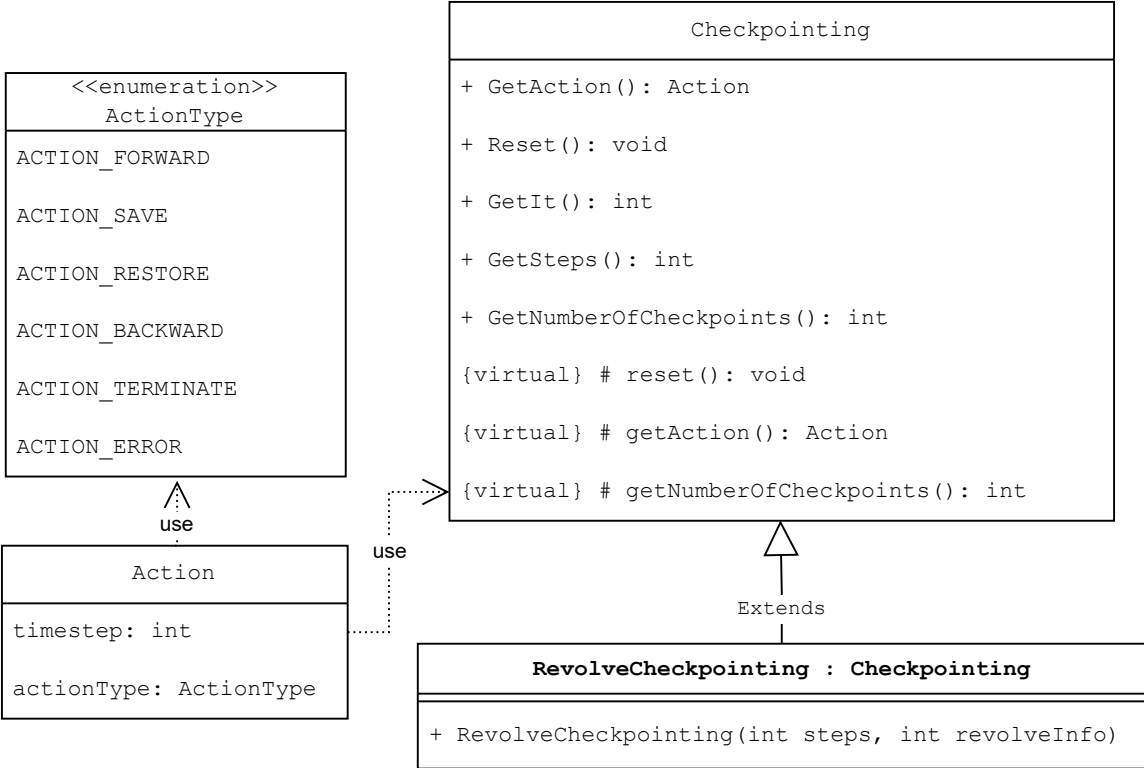 Checkpointing
+ GetAction(): Action
+ Reset(): void
+ GetIt(): int
+ GetSteps(): int
+ GetNumberOfCheckpoints(): int
{virtual} # reset(): void
{virtual} # getAction(): Action
{virtual} # getNumberOfCheckpoints(): int
<<enumeration>>
ActionType
ACTION_FORWARD
ACTION_SAVE
ACTION_RESTORE
ACTION_BACKWARD
ACTION_TERMINATE
ACTION_ERROR
use
use
Action
timestep: int
actionType: ActionType
Extends
RevolveCheckpointing : Checkpointing
+ RevolveCheckpointing(int steps, int revolveInfo)